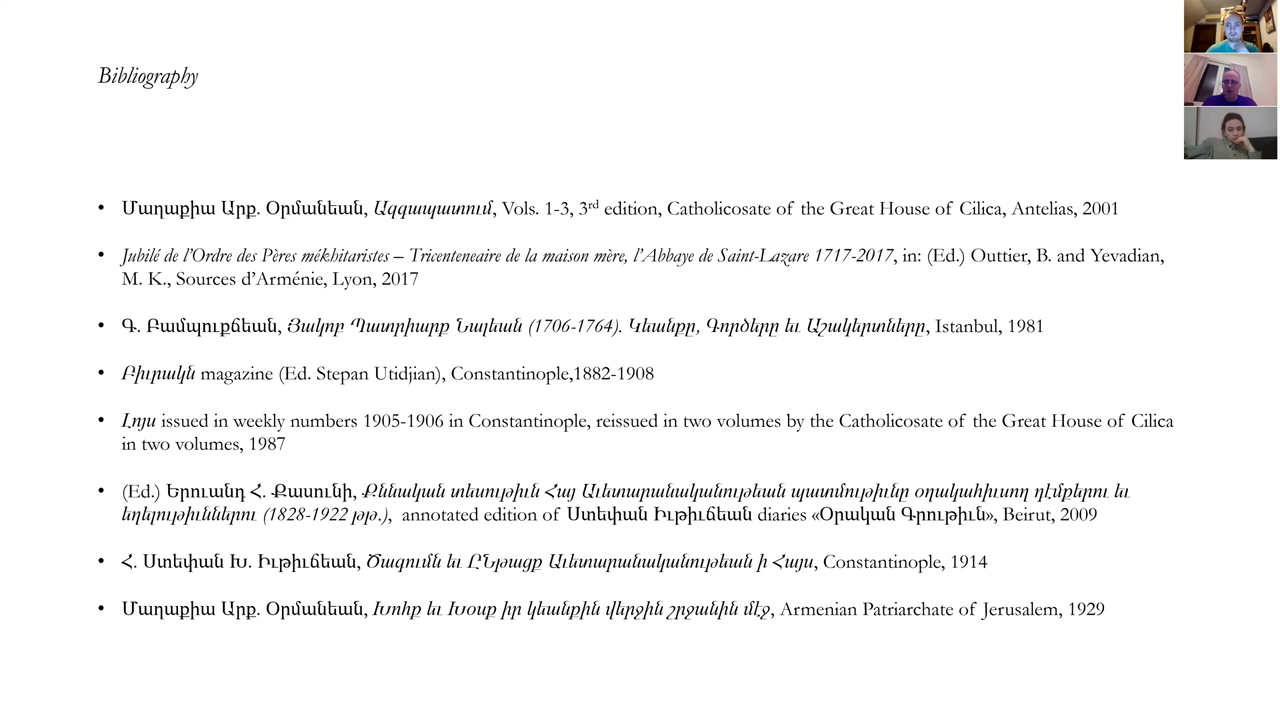 Bibliography
• Մաղաքիա Արք. Օրմանեան, Ազգապատում, Vols. 1-3, 3rd edition, Catholicosate of the Great House of Cilica, Antelias, 2001
• Jubilé de l’Ordre des Pères mékhitaristes – Tricenteneaire de la maison mère, l’Abbaye de Saint-Lazare 1717-2017, in: (Ed.) Outtier, B. and Yevadian,
M. K., Sources d’Arménie, Lyon, 2017
• Գ. Բամպուքճեան, Յակոբ Պատրիարք Նալեան (1706-1764). Կեանքը, Գործերը եւ Աշակերտները, Istanbul, 1981
• Բիւրակն magazine (Ed. Stepan Utidjian), Constantinople,1882-1908
• Լոյս issued in weekly numbers 1905-1906 in Constantinople, reissued in two volumes by the Catholicosate of the Great House of Cilica
in two volumes, 1987
• (Ed.) Երուանդ Հ. Քասունի, Քննական տեսութիւն Հայ Աւետարանականութեան պատմութիւնը օղակահիւսող դէմքերու եւ
եղելութիւններու (1828-1922 թթ.), annotated edition of Ստեփան Իւթիւճեան diaries «Օրական Գրութիւն», Beirut, 2009
• Հ. Ստեփան Խ. Իւթիւճեան, Ծագումն եւ Ընթացք Աւետարանականութեան ի Հայս, Constantinople, 1914
• Մաղաքիա Արք. Օրմանեան, Խոհք եւ Խօսք իր կեանքին վերջին շրջանին մէջ, Armenian Patriarchate of Jerusalem, 1929